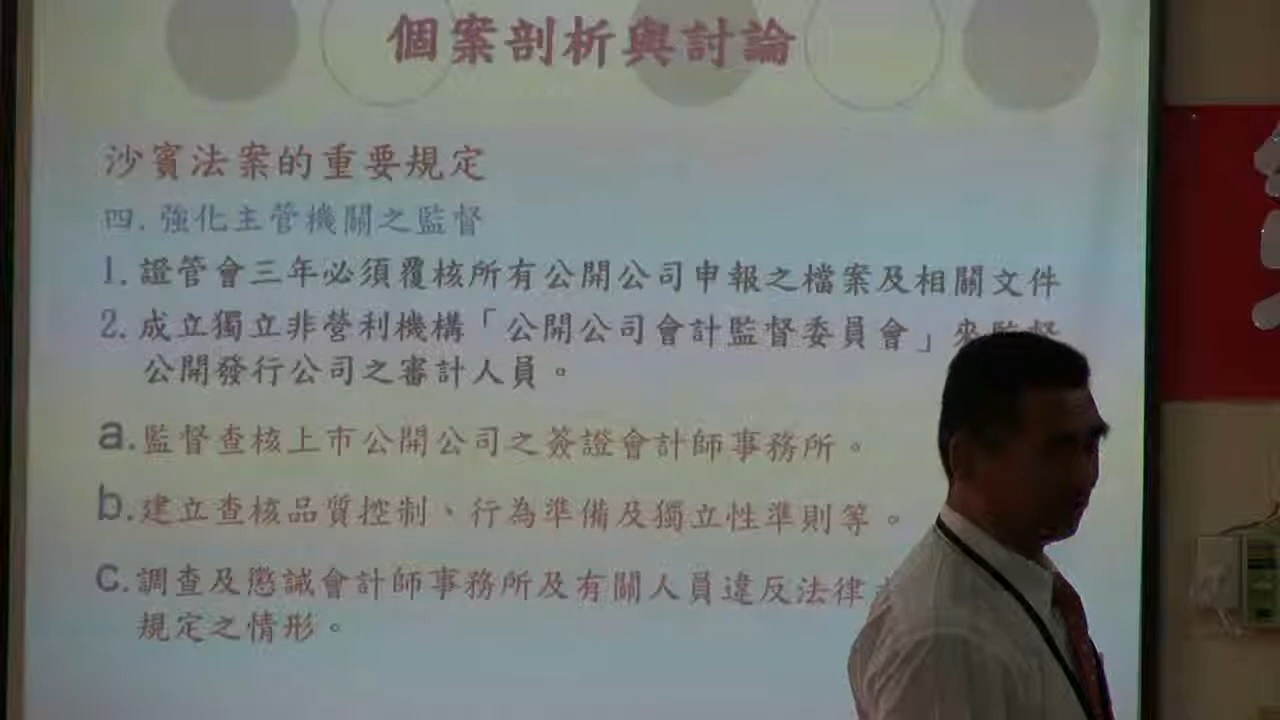 個案剖析與討論
沙賓法案的重要規定
四.強化主管機關之監督
1.證管會三年必須覆核所有公開公司申報之檔案及相關文件
2.成立獨立非營利機構「公開公司會計監督委員會」來監督
公開發行公司之審計人員。
a.監督查核上市公開公司之簽證會計師事務所。
b.建立查核品質控制、行為準備及獨立性準則等。
c.調查及懲誡會計師事務所及有關人員違反法律
規定之情形。